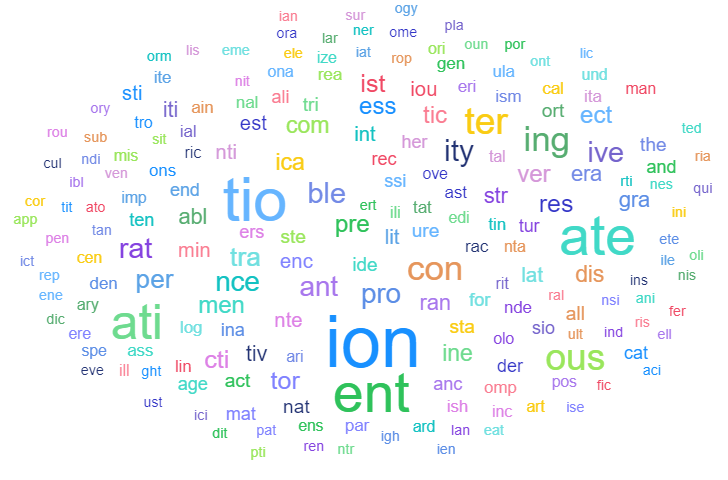 ogy
ian sur
ora ner ome pla
lar
orm lis eme ele iat ori oun por
ize rop gen ont lic
ite nit ona rea ula und
sti nal ali ist iou eri ism cal ita man
ory ain iti tri ess tic ter ort ect
rou tro est com int ing ted
sub sit ial
cul ndi mis ric nti ica rec her ity tal ive the ria
ibl ven ons ssi ove ver era and
cor tit ato imp end tio ble ert ast str rti nes qui
app tan ten abl pre ili tat edi res gra ini
pen ers ste lit ure tin tur ate ete
ict cen rat min tra enc ide rac nta ile oli
rep den per nce ant con rit lat dis ins nis
ene ary men pro ran for nde ral nsi ani
dic ati log ina nte ion sta sio all ris fer
ere olo ult ind ell
spe ass cti tiv ari ine ous cat
eve ill ght lin der aci
age act tor ent anc omp pos fic
ust ici mat nat ish inc art ise
dit pat ens par igh ard lan eat
pti ren ntr ien